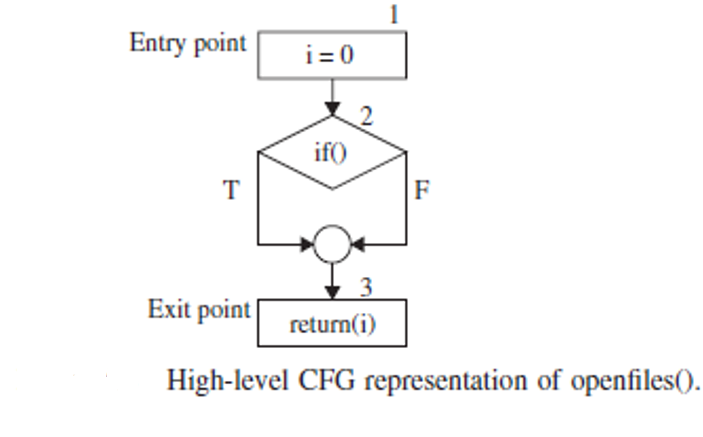 1
Entry point
i = 0
2
if()
T
F
3
Exit point
return(i)
High-level CFG representation of openfiles().